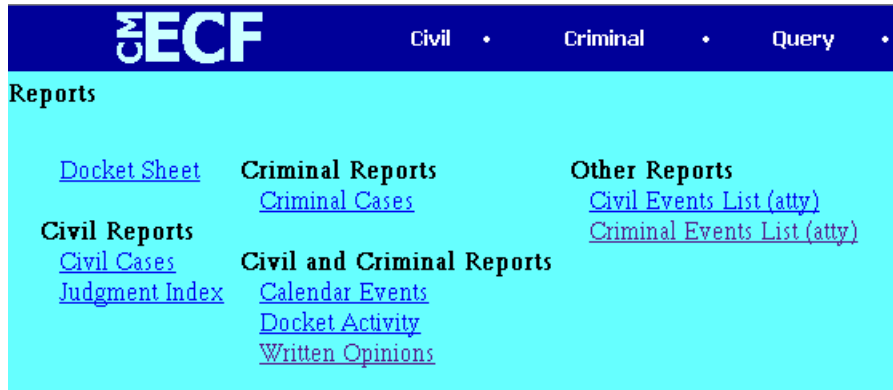 CM ECF Civil • Criminal • Query •
Reports
Docket Sheet
Civil Reports
Civil Cases
Judgment Index
Criminal Reports
Criminal Cases
Civil and Criminal Reports
Calendar Events
Docket Activity
Written Opinions
Other Reports
Civil Events List (atty)
Criminal Events List (atty)